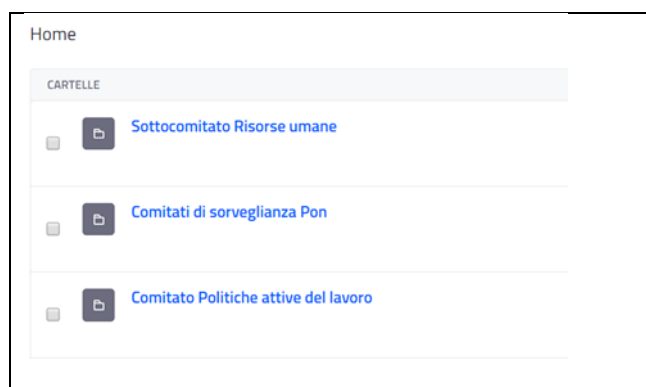 Home
CARTELLE
Sottocomitato Risorse umane
Comitati di sorveglianza Pon
Comitato Politiche attive del lavoro